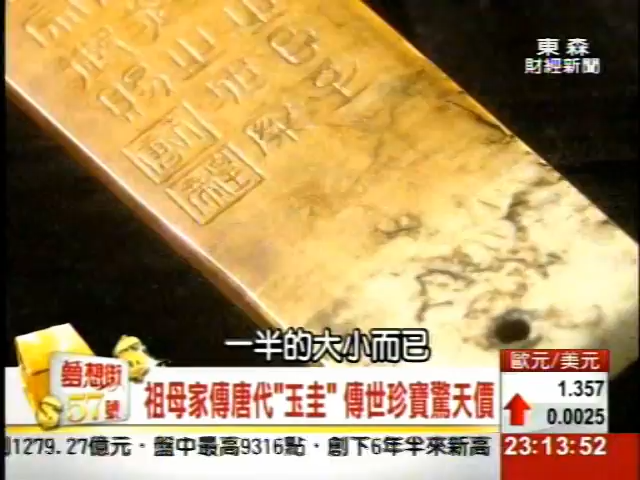 東森
財經新聞
一半的大小而已
夢想街
57號
祖母家傳唐代"玉圭" 傳世珍寶驚天價
歐元/美元
1.357
0.0025
1279.27億元‧盤中最高9316點‧創下6年半來新高
23:13:52